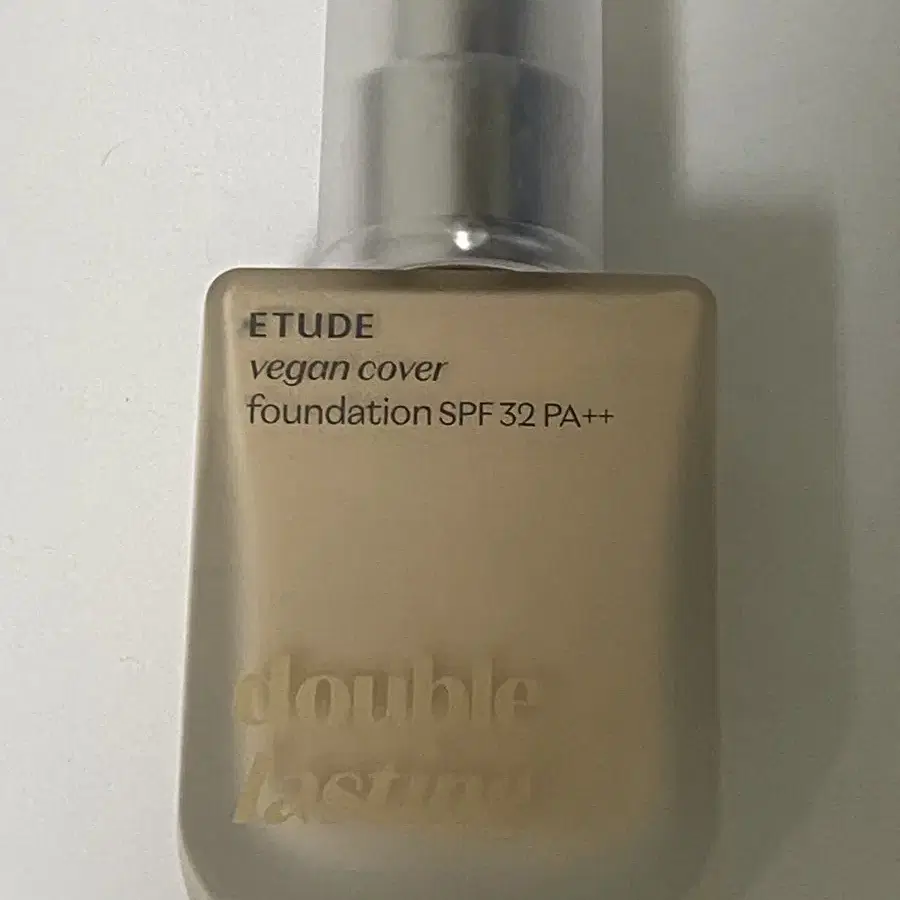 ETUDE
vegan cover
foundation SPF 32 PA++
double
lasting